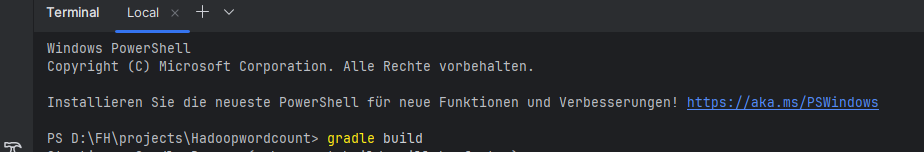 Terminal Local
Windows PowerShell
Copyright (C) Microsoft Corporation. Alle Rechte vorbehalten.
Installieren Sie die neueste PowerShell für neue Funktionen und Verbesserungen! https://aka.ms/PSWindows
PS D:\FH\projects\Hadoopwordcount> gradle build